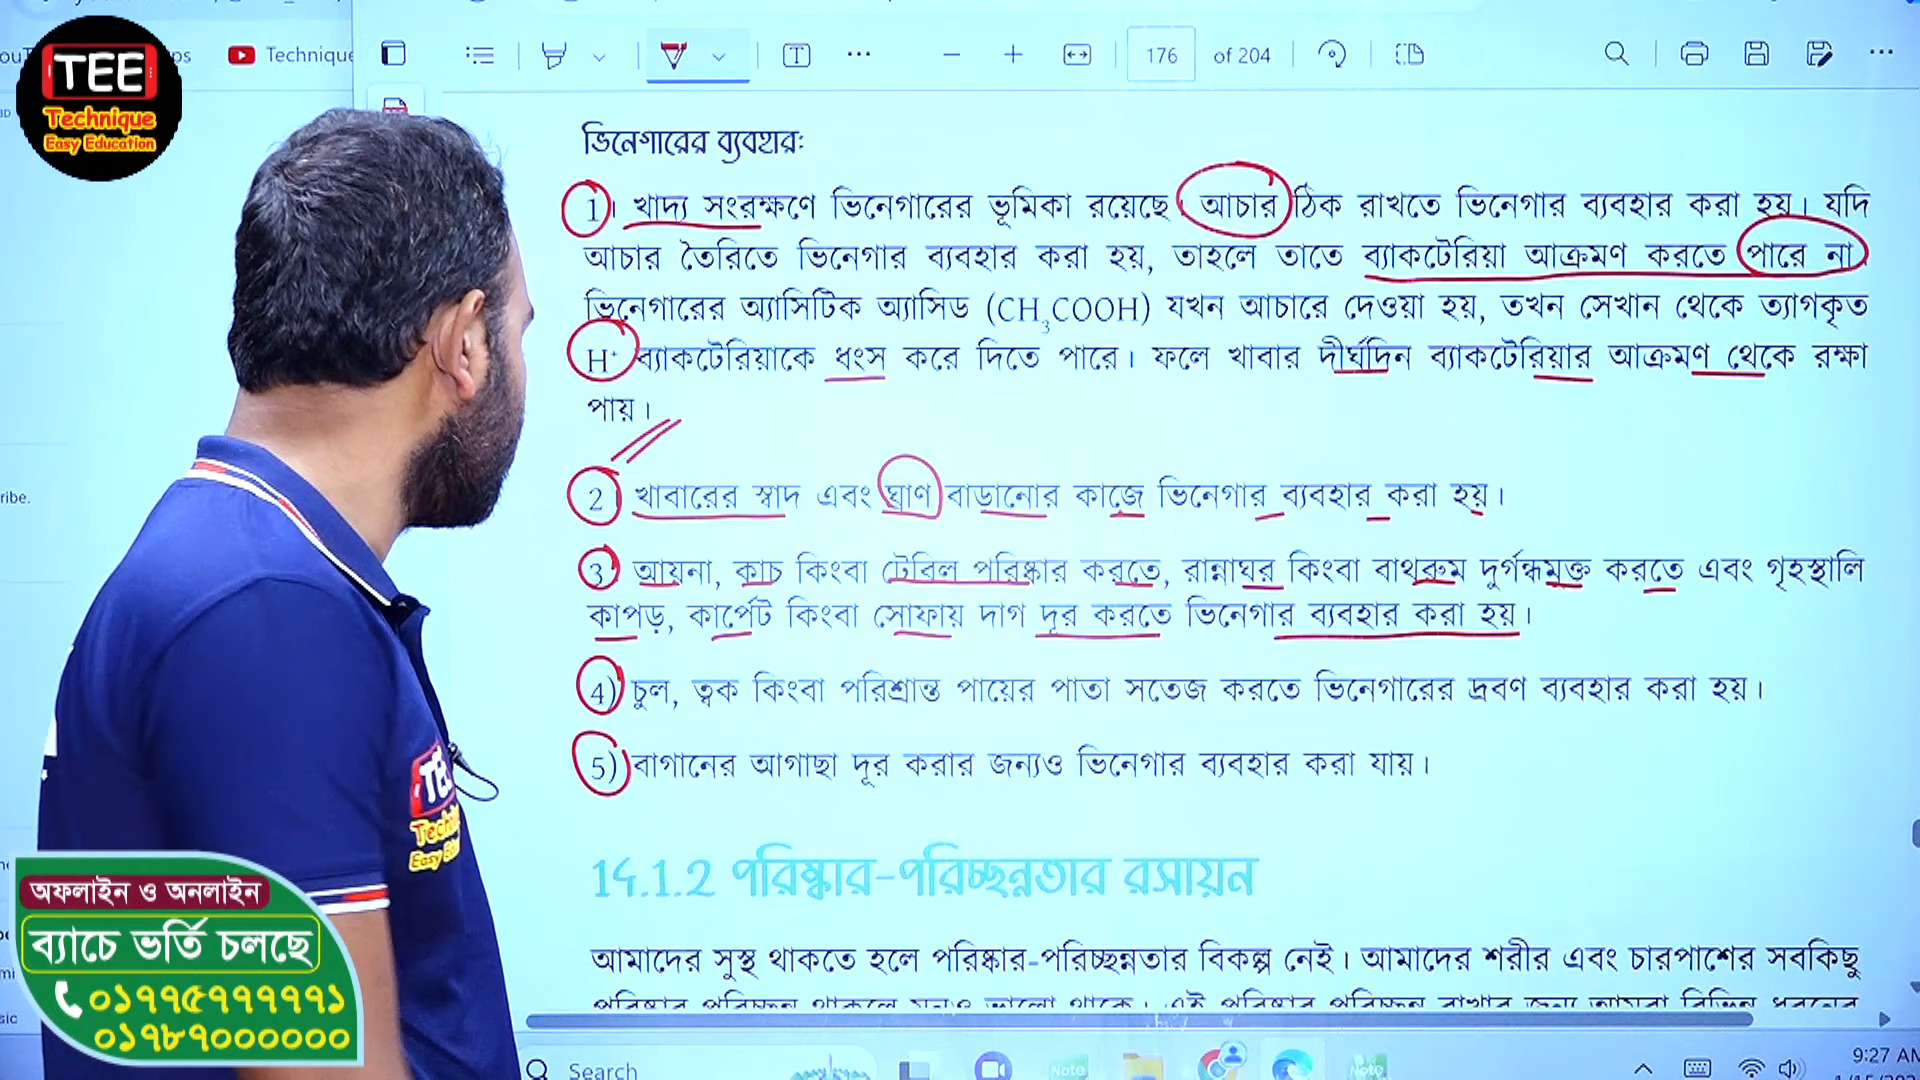 TEE
Technique
Easy Education
Technique
176 of 204
ভিনেগারের ব্যবহার:
1। খাদ্য সংরক্ষণে ভিনেগারের ভূমিকা রয়েছে। আচার ঠিক রাখতে ভিনেগার ব্যবহার করা হয়। যদি
আচার তৈরিতে ভিনেগার ব্যবহার করা হয়, তাহলে তাতে ব্যাকটেরিয়া আক্রমণ করতে পারে না।
ভিনেগারের অ্যাসিটিক অ্যাসিড (CH₃COOH) যখন আচারে দেওয়া হয়, তখন সেখান থেকে ত্যাগকৃত
H⁺ ব্যাকটেরিয়াকে ধংস করে দিতে পারে। ফলে খাবার দীর্ঘদিন ব্যাকটেরিয়ার আক্রমণ থেকে রক্ষা
পায়।
2) খাবারের স্বাদ এবং ঘ্রাণ বাড়ানোর কাজে ভিনেগার ব্যবহার করা হয়।
3) আয়না, কাচ কিংবা টেবিল পরিষ্কার করতে, রান্নাঘর কিংবা বাথরুম দুর্গন্ধমুক্ত করতে এবং গৃহস্থালি
কাপড়, কার্পেট কিংবা সোফায় দাগ দূর করতে ভিনেগার ব্যবহার করা হয়।
4) চুল, ত্বক কিংবা পরিশ্রান্ত পায়ের পাতা সতেজ করতে ভিনেগারের দ্রবণ ব্যবহার করা হয়।
5) বাগানের আগাছা দূর করার জন্যও ভিনেগার ব্যবহার করা যায়।
14.1.2 পরিষ্কার-পরিচ্ছন্নতার রসায়ন
আমাদের সুস্থ থাকতে হলে পরিষ্কার-পরিচ্ছন্নতার বিকল্প নেই। আমাদের শরীর এবং চারপাশের সবকিছু
অফলাইন ও অনলাইন
ব্যাচে ভর্তি চলছে
০১৭৭৫৭৭৭৭৭১
০১৭৮৭০০০০০০
Search
9:27 AM